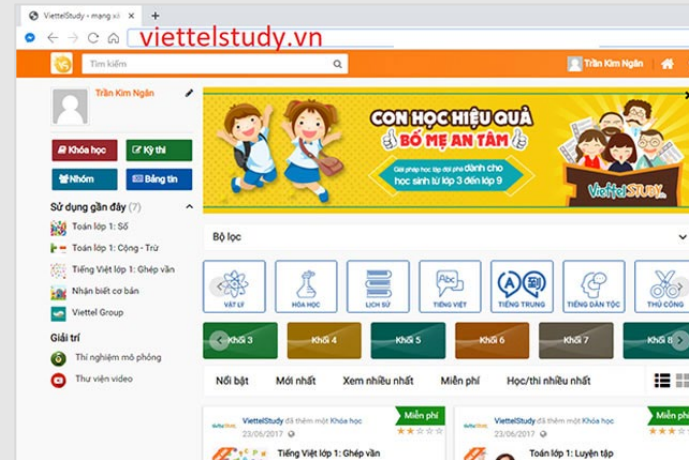 ViettelStudy - mạng xã
viettelstudy.vn
Tìm kiếm
Trần Kim Ngân
Trần Kim Ngân
Khóa học
Kỳ thi
Nhóm
Bảng tin
Sử dụng gần đây (7)
Toán lớp 1: Số
Toán lớp 1: Cộng - Trừ
Tiếng Việt lớp 1: Ghép vần
Nhận biết cơ bản
Viettel Group
Giải trí
Thí nghiệm mô phỏng
Thư viện video
CON HỌC HIỆU QUẢ
BỐ MẸ AN TÂM
Giải pháp học tập đột phá dành cho
học sinh từ lớp 3 đến lớp 9
ViettelSTUDY.vn
Bộ lọc
VẬT LÝ
HÓA HỌC
LỊCH SỬ
Abc
TIẾNG VIỆT
A 到
TIẾNG TRUNG
TIẾNG DÂN TỘC
THỦ CÔNG
Khối 3
Khối 4
Khối 5
Khối 6
Khối 7
Khối 8
Nổi bật
Mới nhất
Xem nhiều nhất
Miễn phí
Học/thi nhiều nhất
ViettelStudy đã thêm một Khóa học
23/06/2017
Miễn phí
Tiếng Việt lớp 1: Ghép vần
ViettelStudy đã thêm một Khóa học
23/06/2017
Miễn phí
Toán lớp 1: Luyện tập